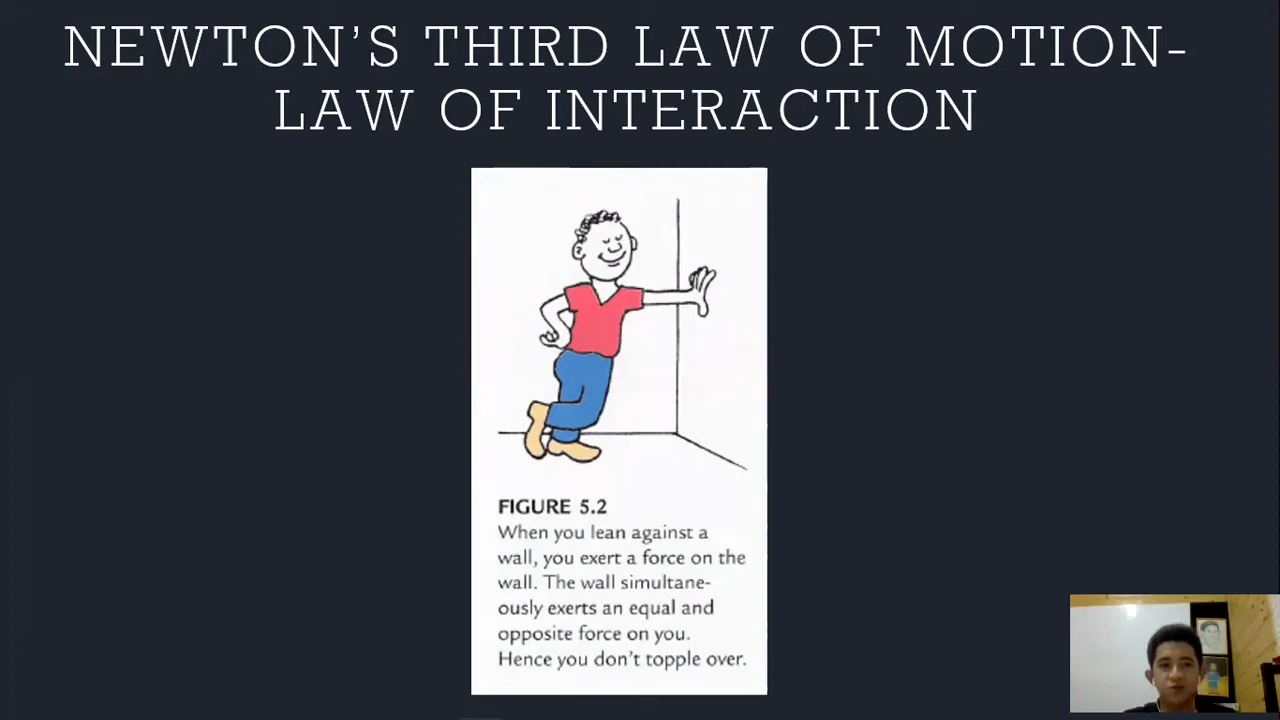 NEWTON'S THIRD LAW OF MOTION-
LAW OF INTERACTION
FIGURE 5.2
When you lean against a
wall, you exert a force on the
wall. The wall simultane-
ously exerts an equal and
opposite force on you.
Hence you don't topple over.